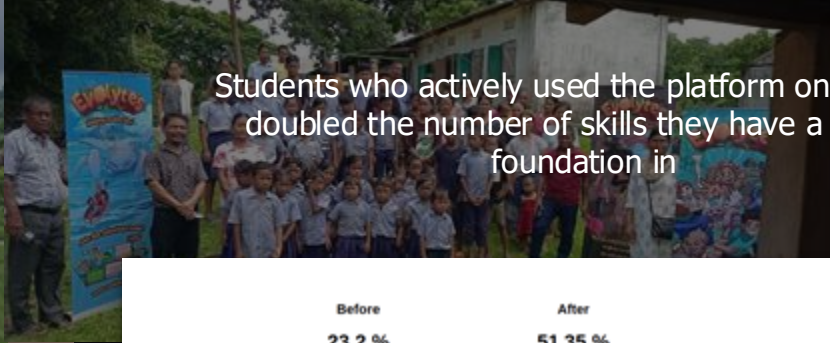 Students who actively used the platform on
doubled the number of skills they have a
foundation in
Evolytes
Before After
23.2 % 51.35 %